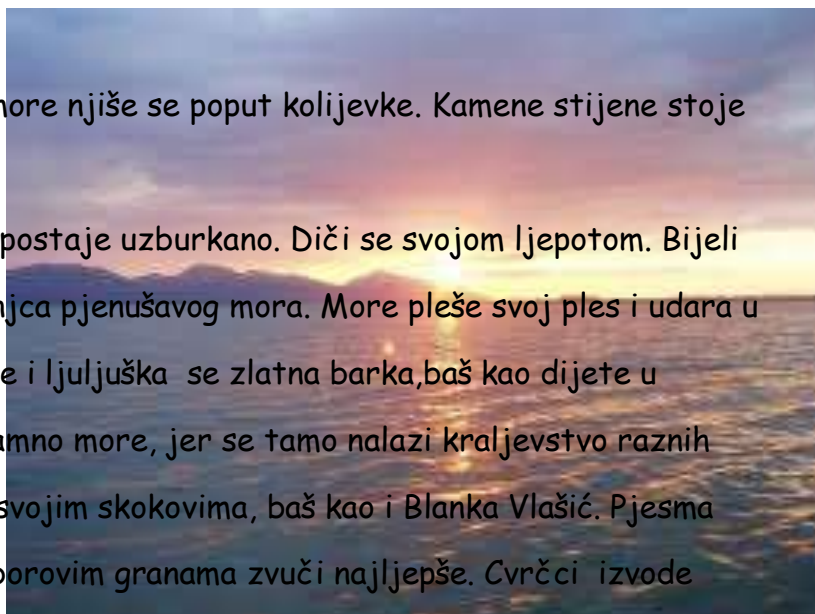 more njiše se poput kolijevke. Kamene stijene stoje
postaje uzburkano. Diči se svojom ljepotom. Bijeli
pjenušavog mora. More pleše svoj ples i udara u
i ljuljuška se zlatna barka,baš kao dijete u
more, jer se tamo nalazi kraljevstvo raznih
svojim skokovima, baš kao i Blanka Vlašić. Pjesma
borovim granama zvuči najljepše. Cvrčci izvode